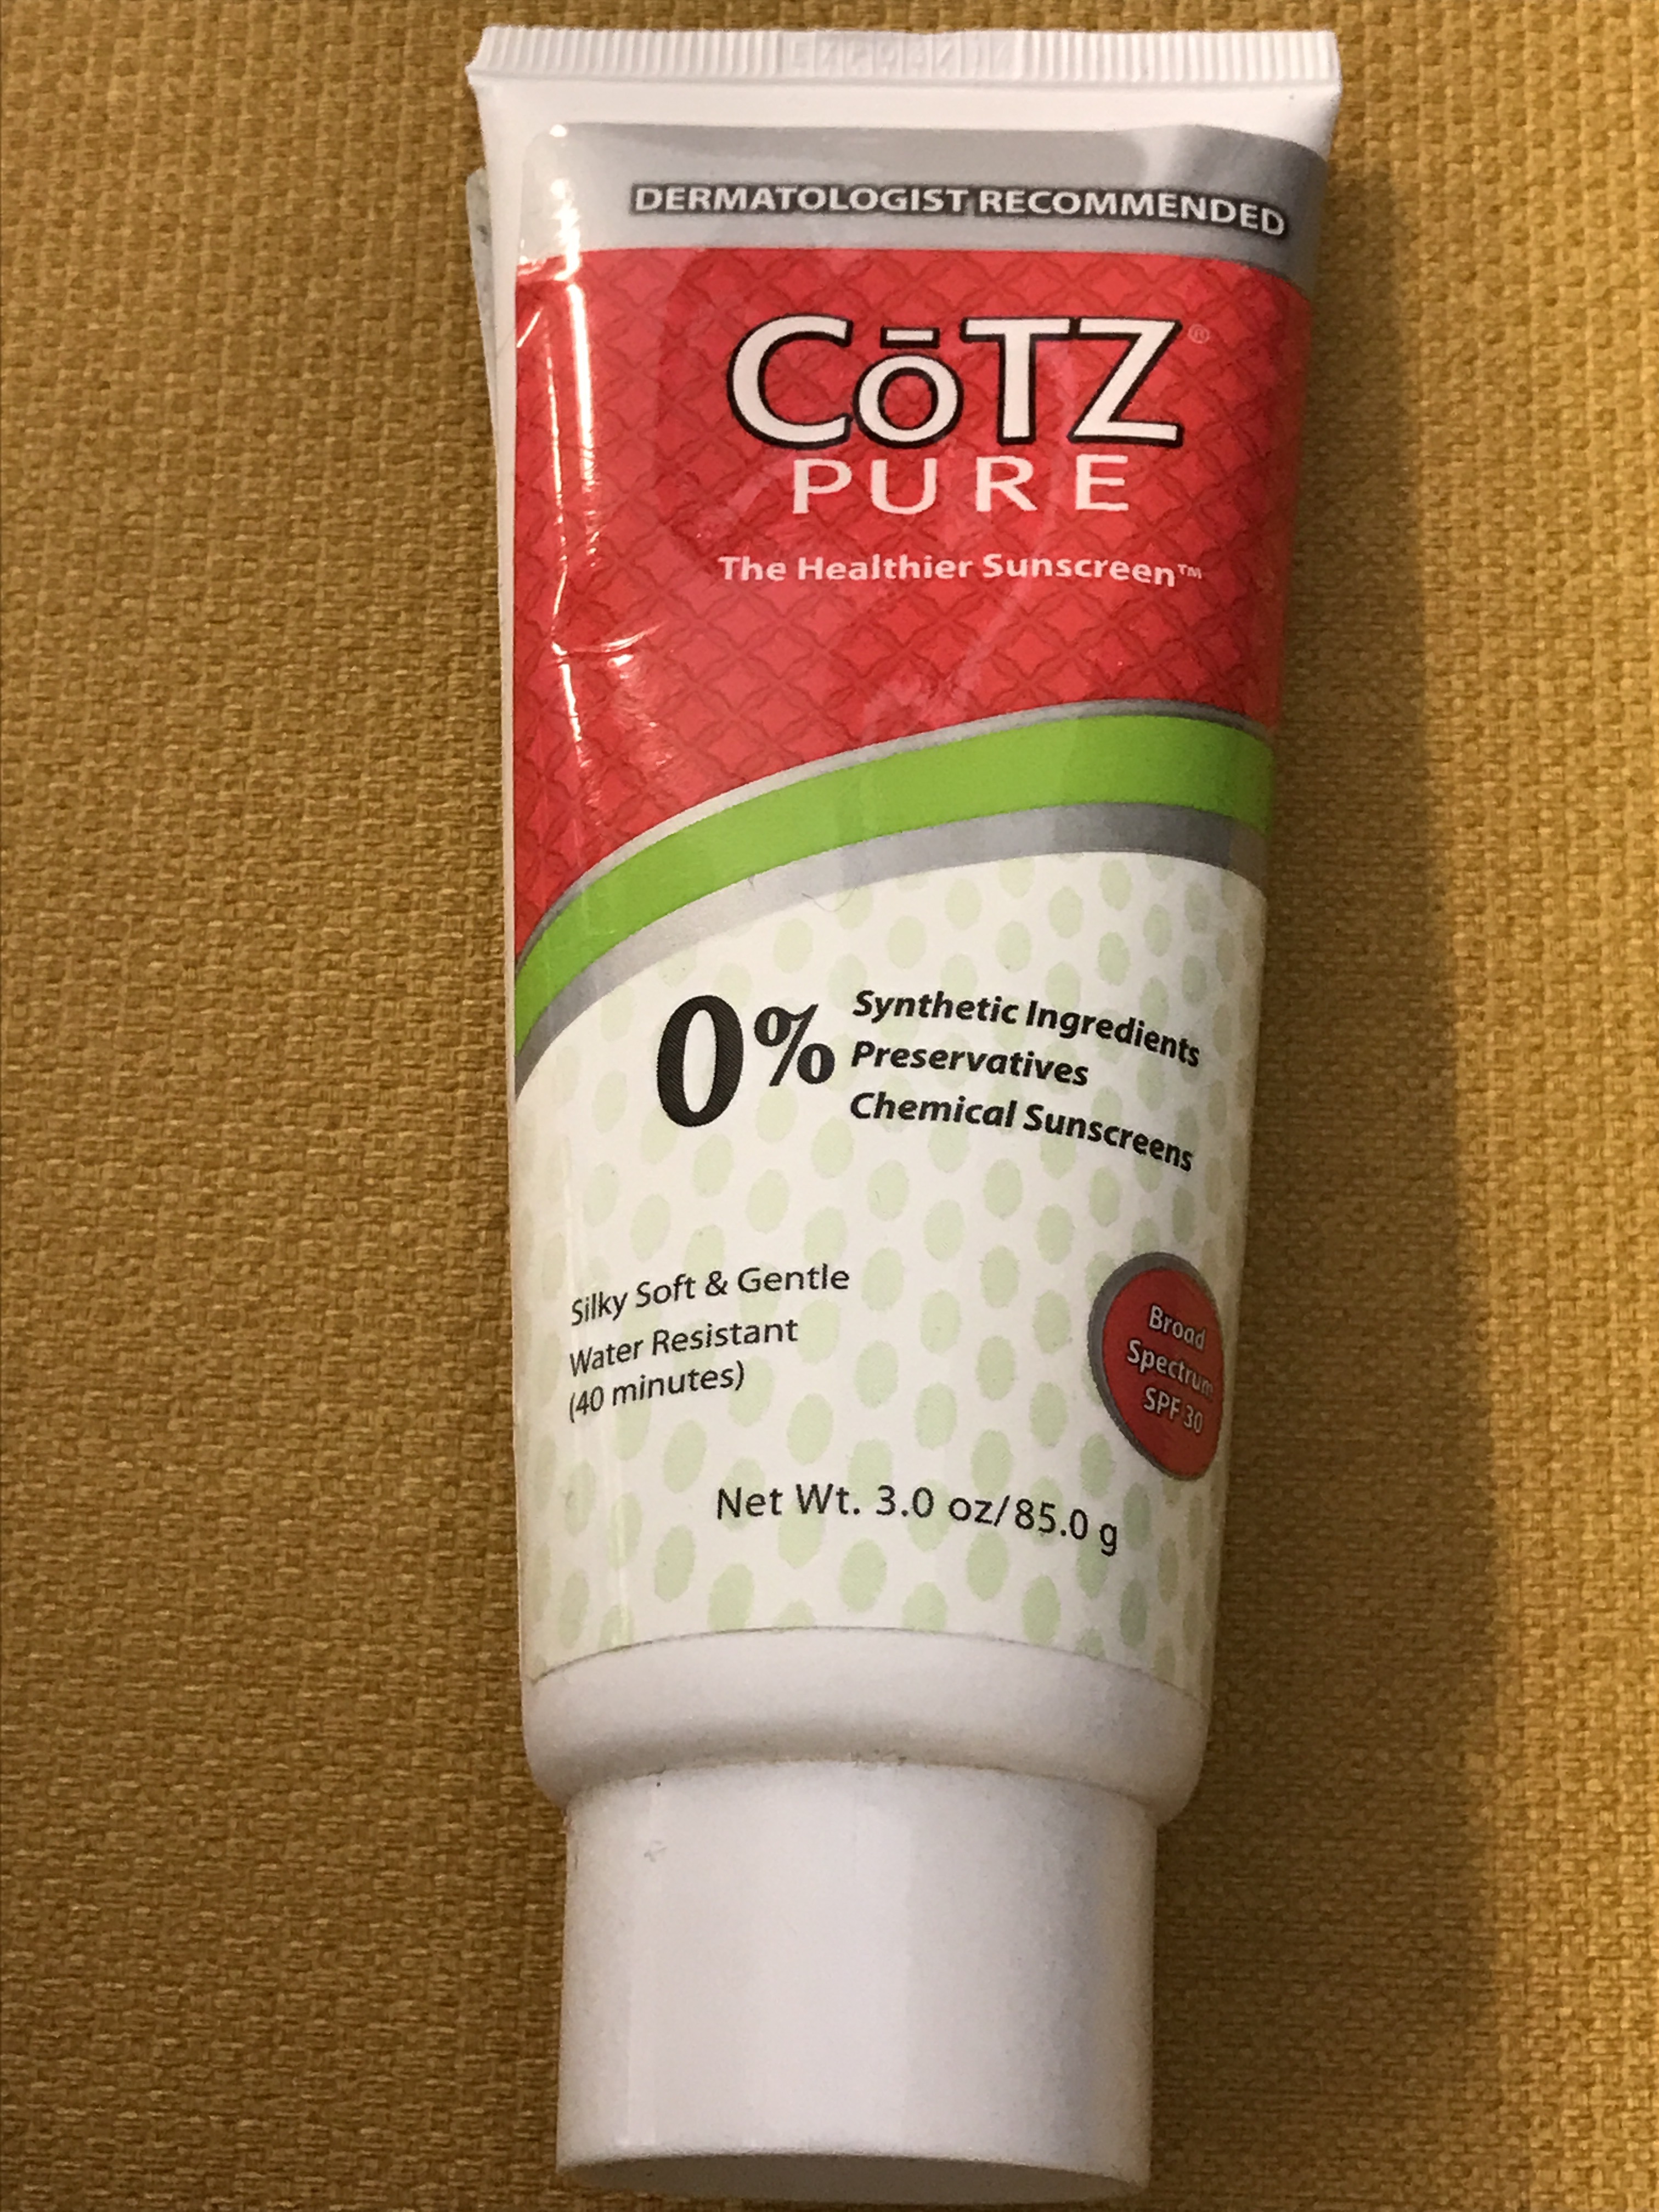 DERMATOLOGIST RECOMMENDED
CōTZ®
PURE
The Healthier Sunscreen™
0% Synthetic Ingredients
Preservatives
Chemical Sunscreens
Silky Soft & Gentle
Water Resistant
(40 minutes)
Broad
Spectrum
SPF 30
Net Wt. 3.0 oz/85.0 g